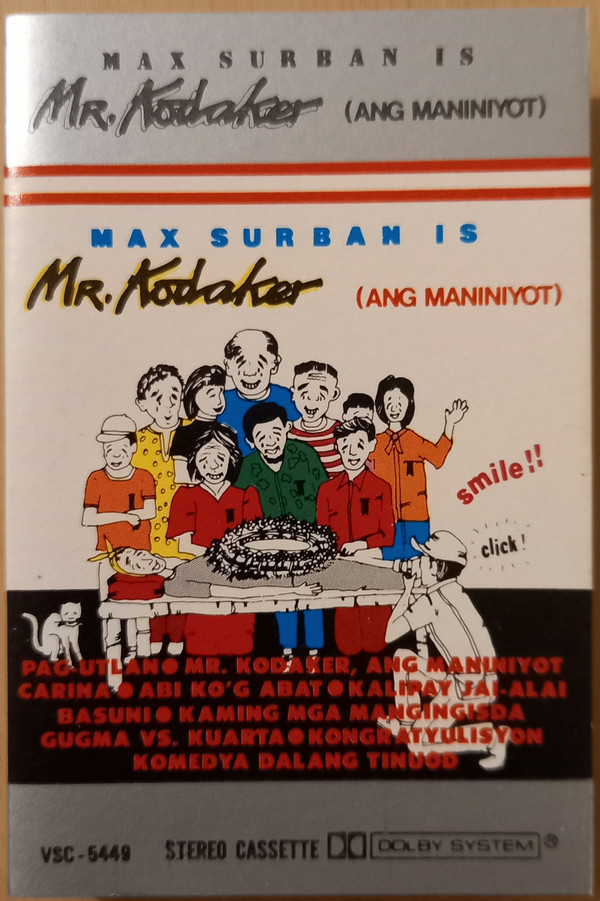 MAX SURBAN IS
Mr. Kodaker (ANG MANINIYOT)
MAX SURBAN IS
Mr. Kodaker (ANG MANINIYOT)
smile!!
click!
PAG-UTLAN ● MR. KODAKER, ANG MANINIYOT
CARINA ● ABI KO'G ABAT ● KALIPAY JAI-ALAI
BASUNI ● KAMING MGA MANGINGISDA
GUGMA VS. KUARTA ● KONGRATYULISYON
KOMEDYA DALANG TINUOD
VSC-5449 STEREO CASSETTE DOLBY SYSTEM ®